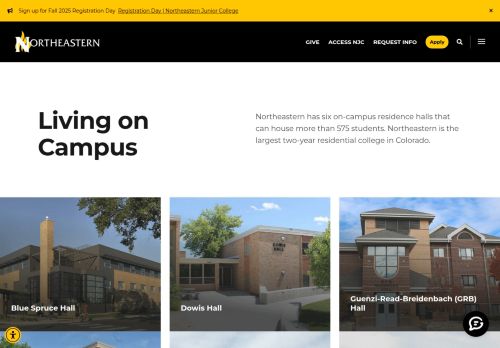 Sign up for Fall 2025 Registration Day Registration Day | Northeastern Junior College ×
NORTHEASTERN GIVE ACCESS NJC REQUEST INFO Apply
Living on
Campus
Northeastern has six on-campus residence halls that
can house more than 575 students. Northeastern is the
largest two-year residential college in Colorado.
DOWIS
HALL
Blue Spruce Hall
Dowis Hall
Guenzi-Read-Breidenbach (GRB)
Hall